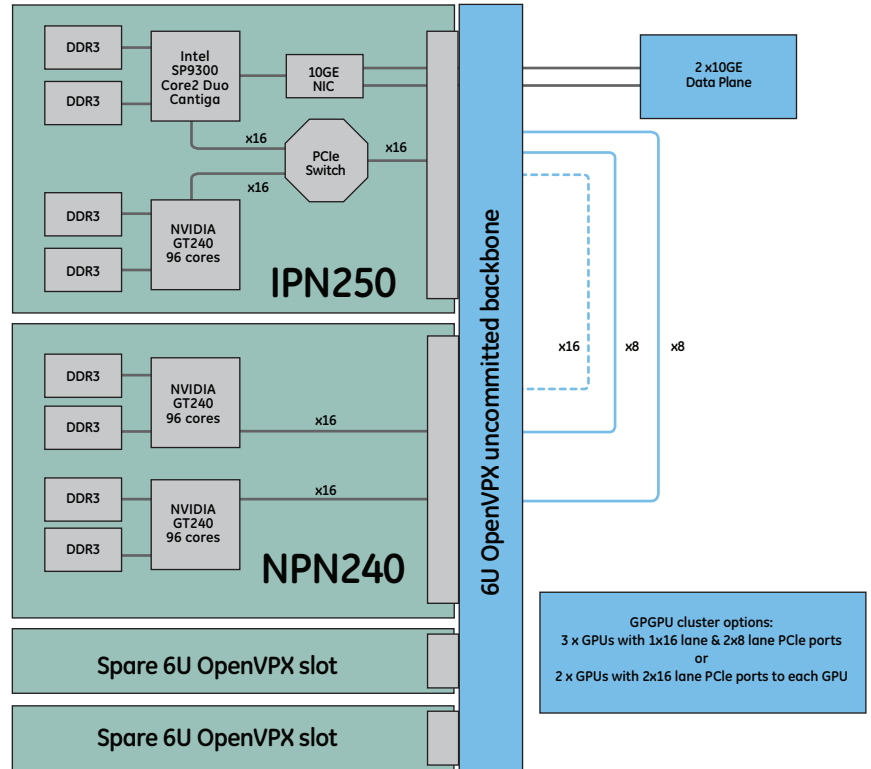 DDR3
DDR3
Intel
SP9300
Core2 Duo
Cantiga
10GE
NIC
2 x10GE
Data Plane
x16
PCIe
Switch
x16
x16
DDR3
DDR3
NVIDIA
GT240
96 cores
IPN250
6U OpenVPX uncommitted backbone
x16
x8
x8
DDR3
DDR3
NVIDIA
GT240
96 cores
x16
DDR3
DDR3
NVIDIA
GT240
96 cores
x16
NPN240
GPGPU cluster options:
3 x GPUs with 1x16 lane & 2x8 lane PCIe ports
or
2 x GPUs with 2x16 lane PCIe ports to each GPU
Spare 6U OpenVPX slot
Spare 6U OpenVPX slot